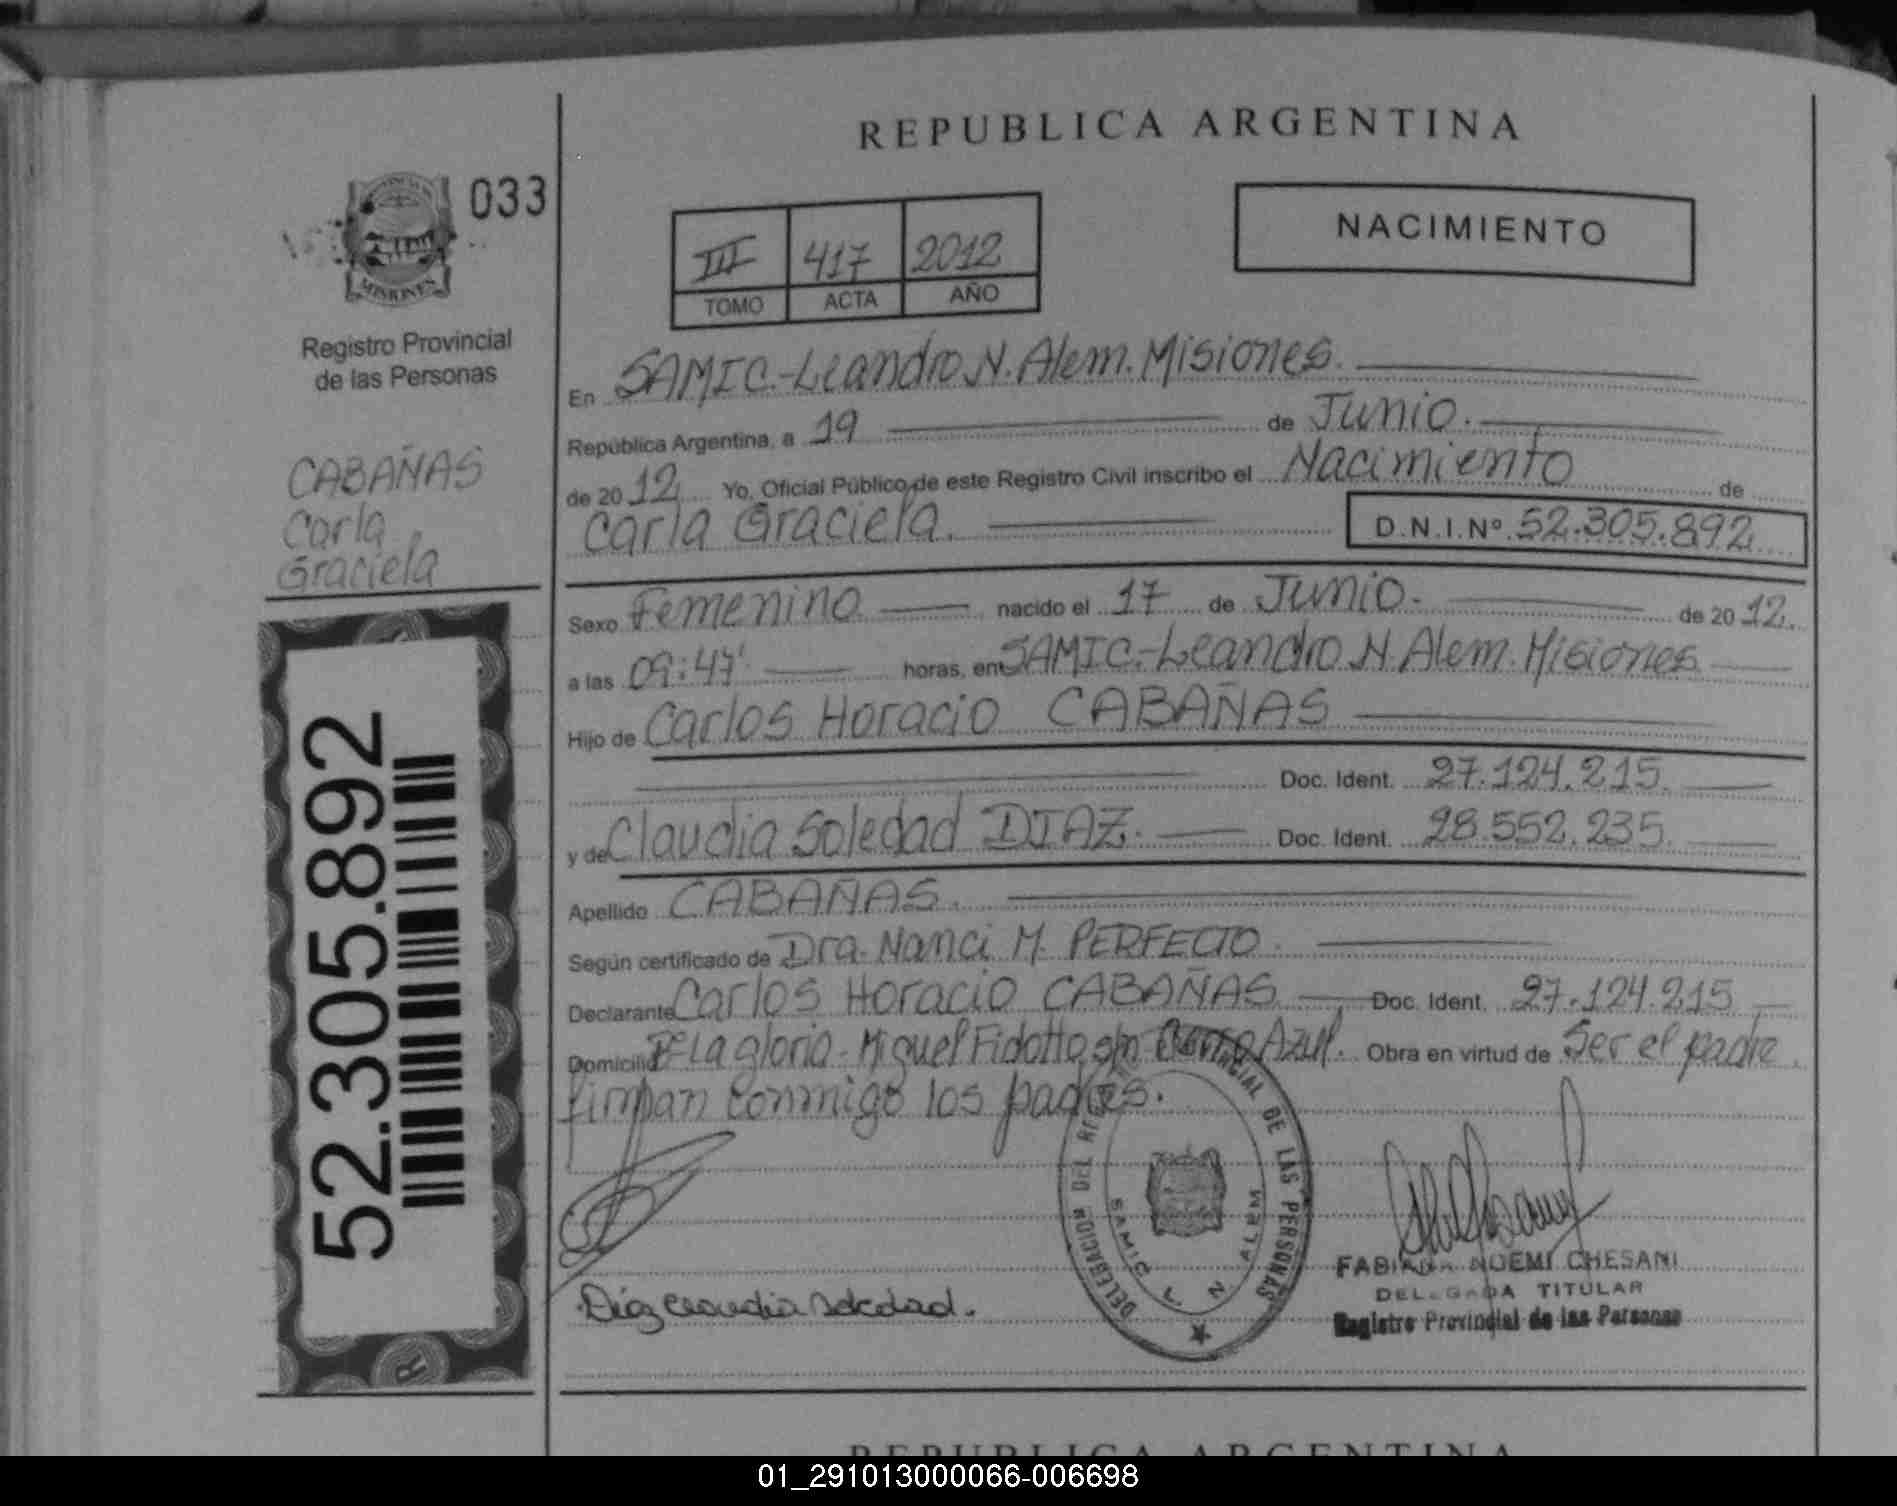 REPUBLICA ARGENTINA
033
MISIONES
Registro Provincial
de las Personas
CABAÑAS
Carla
Graciela
52.305.892
III 417 2012
TOMO ACTA AÑO
NACIMIENTO
En SAMIC.-Leandro N. Alem. Misiones.
República Argentina, a 19 de Junio.
de 20 12 Yo, Oficial Público de este Registro Civil inscribo el Nacimiento de
Carla Graciela. D.N.I.Nº 52.305.892
Sexo Femenino nacido el 17 de Junio. de 20 12.
a las 09:47' horas, en SAMIC.-Leandro N. Alem. Misiones
Hijo de Carlos Horacio CABAÑAS
Doc. Ident. 27.124.215.
y de Claudia Soledad DIAZ. Doc. Ident. 28.552.235.
Apellido CABAÑAS.
Según certificado de Dra. Nanci M. PERFECTO.
Declarante Carlos Horacio CABAÑAS Doc. Ident. 27.124.215
Domicilio Bº La gloria - Miguel Fidotto s/n Cerro Azul. Obra en virtud de Ser el padre.
firman conmigo los padres.
DELEGACION DEL REGISTRO PROVINCIAL DE LAS PERSONAS
SAMIC L. N. ALEM
Díaz Claudia Soledad.
FABIANA NOEMI CHESANI
DELEGADA TITULAR
Registro Provincial de las Personas
REPUBLICA ARGENTINA
01_291013000066-006698